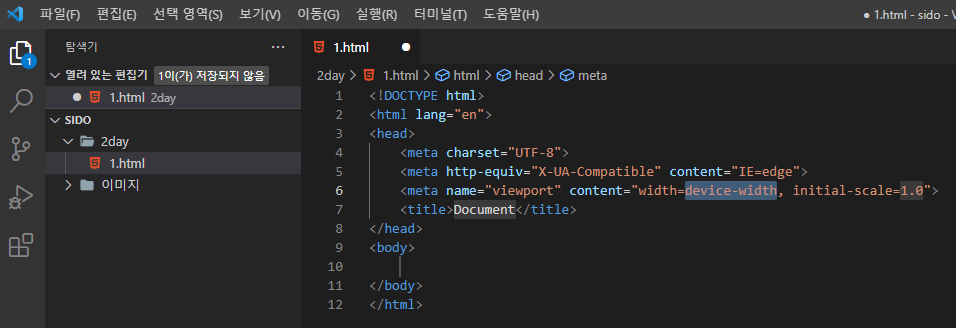 파일(F) 편집(E) 선택 영역(S) 보기(V) 이동(G) 실행(R) 터미널(T) 도움말(H) ● 1.html - sido - V
탐색기 ···
1.html ●
1
열려 있는 편집기 1이(가) 저장되지 않음
● 1.html 2day
SIDO
2day
1.html
이미지
2day > 1.html > html > head > meta
1 <!DOCTYPE html>
2 <html lang="en">
3 <head>
4 <meta charset="UTF-8">
5 <meta http-equiv="X-UA-Compatible" content="IE=edge">
6 <meta name="viewport" content="width=device-width, initial-scale=1.0">
7 <title>Document</title>
8 </head>
9 <body>
10
11 </body>
12 </html>